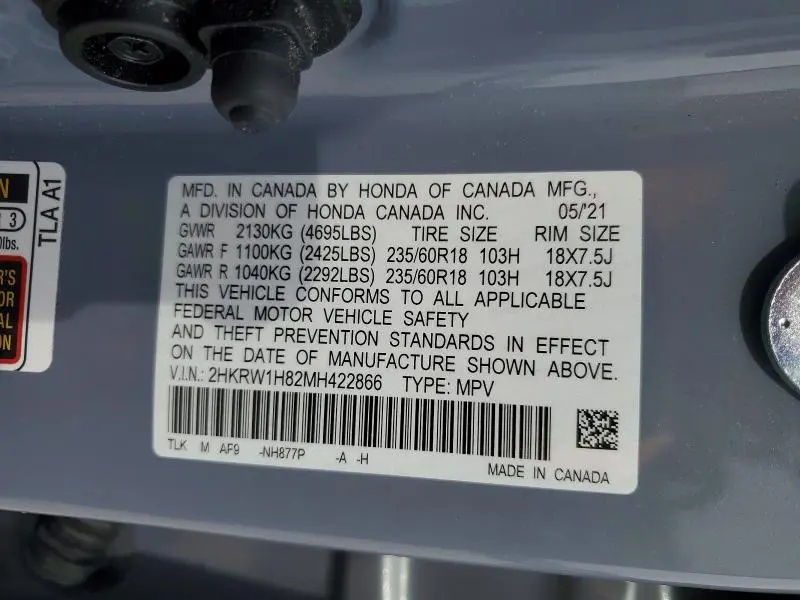 MFD. IN CANADA BY HONDA OF CANADA MFG.,
A DIVISION OF HONDA CANADA INC. 05/'21
GVWR 2130KG (4695LBS) TIRE SIZE RIM SIZE
GAWR F 1100KG (2425LBS) 235/60R18 103H 18X7.5J
GAWR R 1040KG (2292LBS) 235/60R18 103H 18X7.5J
THIS VEHICLE CONFORMS TO ALL APPLICABLE
FEDERAL MOTOR VEHICLE SAFETY
AND THEFT PREVENTION STANDARDS IN EFFECT
ON THE DATE OF MANUFACTURE SHOWN ABOVE.
V.I.N.: 2HKRW1H82MH422866 TYPE: MPV
TLK M AF9 -NH877P -A -H
MADE IN CANADA
TLA A1
3
lbs.